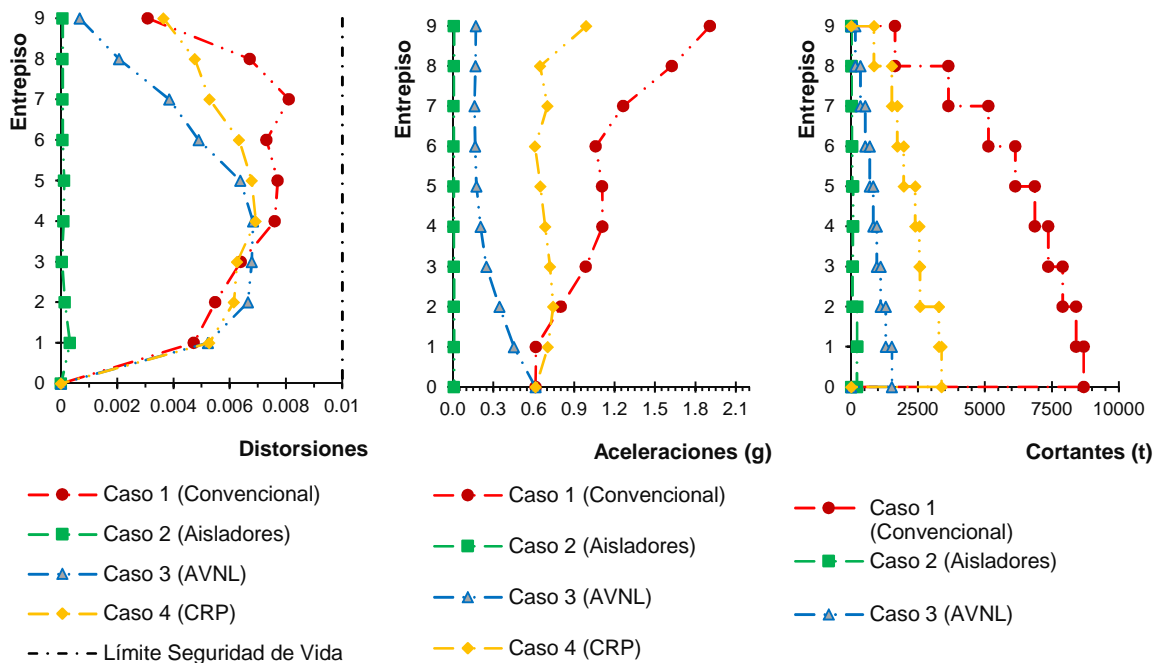 Entrepiso
9
8
7
6
5
4
3
2
1
0
0 0.002 0.004 0.006 0.008 0.01
Distorsiones
Caso 1 (Convencional)
Caso 2 (Aisladores)
Caso 3 (AVNL)
Caso 4 (CRP)
Límite Seguridad de Vida
Entrepiso
9
8
7
6
5
4
3
2
1
0
0.0 0.3 0.6 0.9 1.2 1.5 1.8 2.1
Aceleraciones (g)
Caso 1 (Convencional)
Caso 2 (Aisladores)
Caso 3 (AVNL)
Caso 4 (CRP)
Entrepiso
9
8
7
6
5
4
3
2
1
0
0 2500 5000 7500 10000
Cortantes (t)
Caso 1
(Convencional)
Caso 2 (Aisladores)
Caso 3 (AVNL)